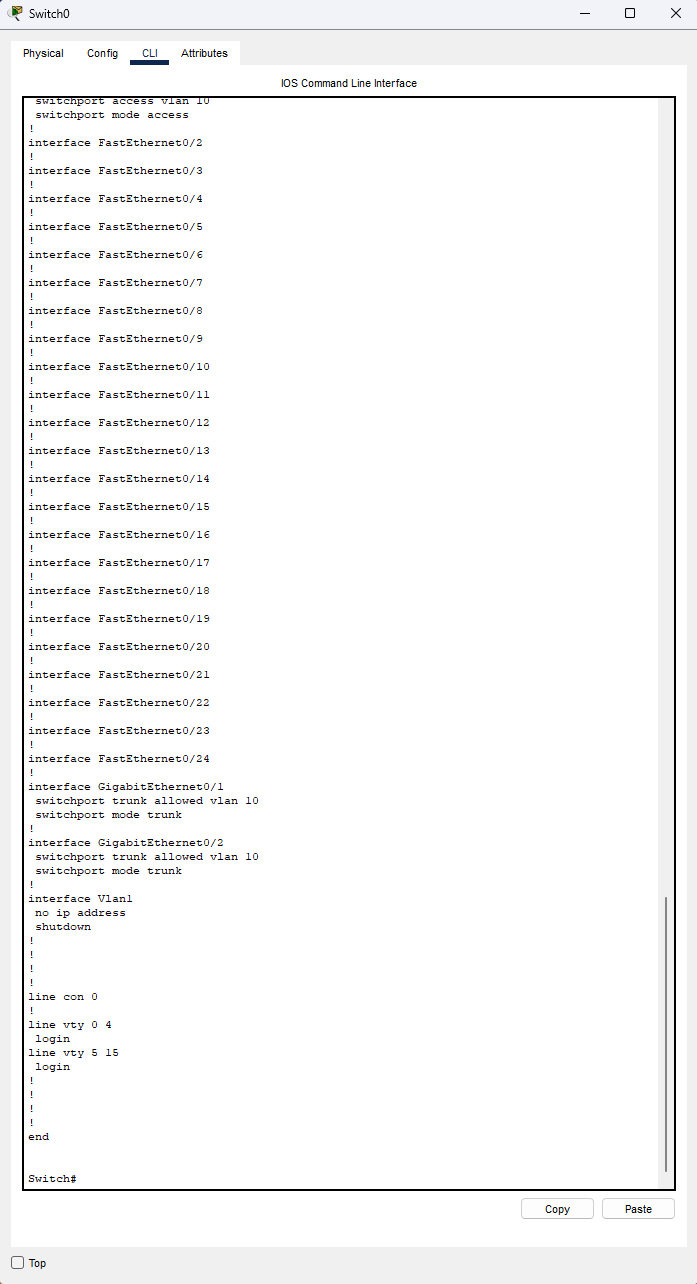 Switch0
Physical Config CLI Attributes
IOS Command Line Interface
switchport access vlan 10
switchport mode access
!
interface FastEthernet0/2
!
interface FastEthernet0/3
!
interface FastEthernet0/4
!
interface FastEthernet0/5
!
interface FastEthernet0/6
!
interface FastEthernet0/7
!
interface FastEthernet0/8
!
interface FastEthernet0/9
!
interface FastEthernet0/10
!
interface FastEthernet0/11
!
interface FastEthernet0/12
!
interface FastEthernet0/13
!
interface FastEthernet0/14
!
interface FastEthernet0/15
!
interface FastEthernet0/16
!
interface FastEthernet0/17
!
interface FastEthernet0/18
!
interface FastEthernet0/19
!
interface FastEthernet0/20
!
interface FastEthernet0/21
!
interface FastEthernet0/22
!
interface FastEthernet0/23
!
interface FastEthernet0/24
!
interface GigabitEthernet0/1
switchport trunk allowed vlan 10
switchport mode trunk
!
interface GigabitEthernet0/2
switchport trunk allowed vlan 10
switchport mode trunk
!
interface Vlan1
no ip address
shutdown
!
!
!
!
line con 0
!
line vty 0 4
login
line vty 5 15
login
!
!
!
!
end
Switch#
Copy Paste
Top